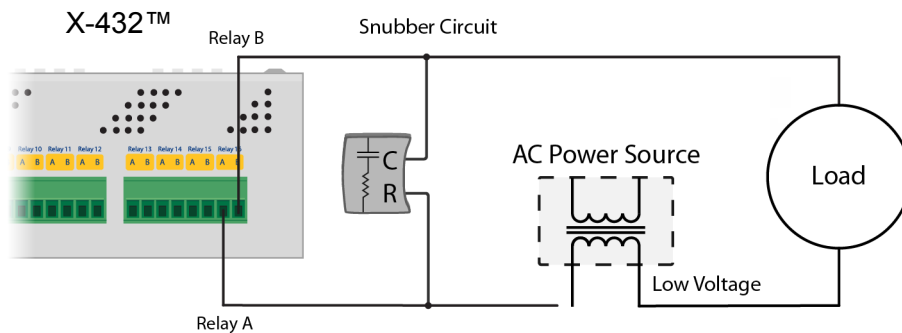 X-432™
Relay B
Snubber Circuit
Relay 10 Relay 11 Relay 12
A B A B A B
Relay 13 Relay 14 Relay 15 Relay 16
A B A B A B A B
C
R
AC Power Source
Load
Low Voltage
Relay A